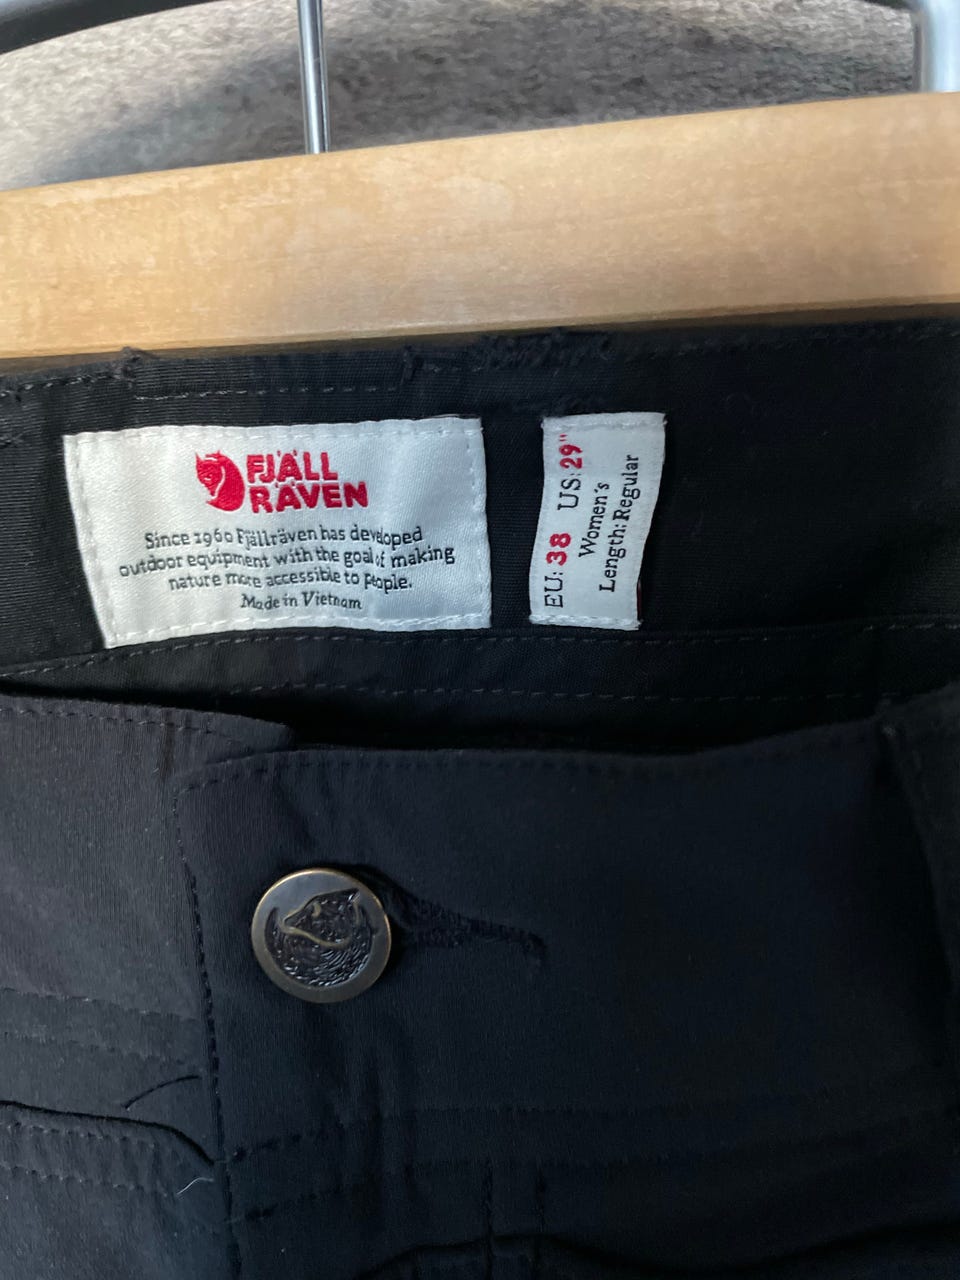 FJÄLL
RÄVEN
Since 1960 Fjällräven has developed
outdoor equipment with the goal of making
nature more accessible to people.
Made in Vietnam
EU: 38 US: 29"
Women's
Length: Regular